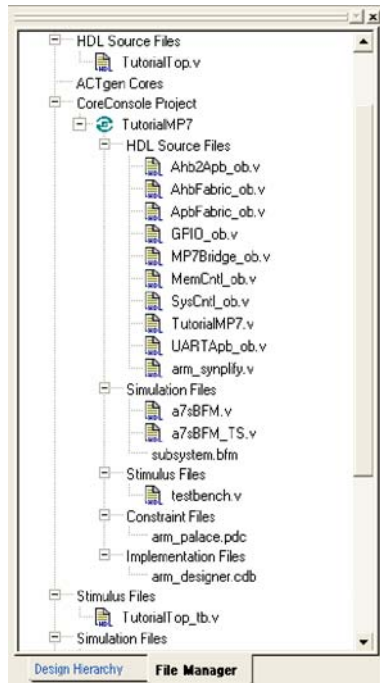 HDL Source Files
TutorialTop.v
ACTgen Cores
CoreConsole Project
TutorialMP7
HDL Source Files
Ahb2Apb_ob.v
AhbFabric_ob.v
ApbFabric_ob.v
GPIO_ob.v
MP7Bridge_ob.v
MemCntl_ob.v
SysCntl_ob.v
TutorialMP7.v
UARTApb_ob.v
arm_synplify.v
Simulation Files
a7sBFM.v
a7sBFM_TS.v
subsystem.bfm
Stimulus Files
testbench.v
Constraint Files
arm_palace.pdc
Implementation Files
arm_designer.cdb
Stimulus Files
TutorialTop_tb.v
Simulation Files
Design Hierarchy File Manager